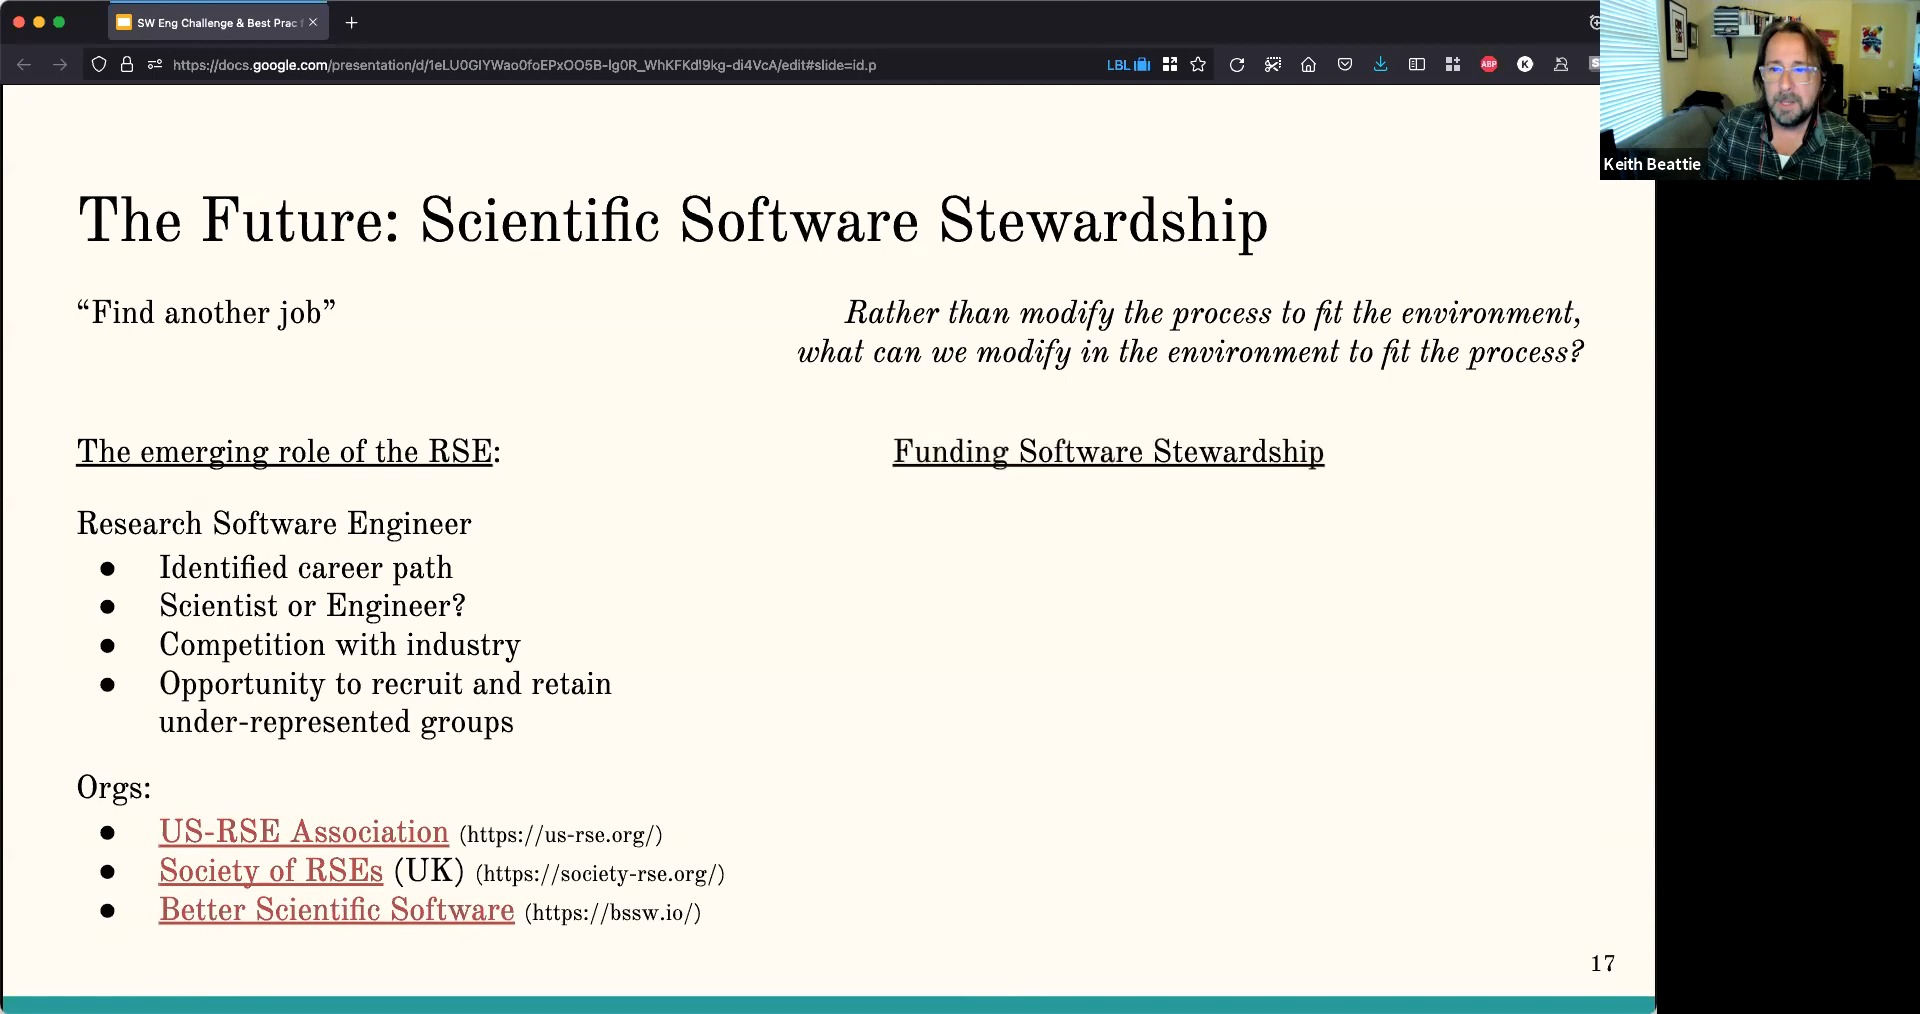 SW Eng Challenge & Best Prac f
https://docs.google.com/presentation/d/1eLU0GIYWao0foEPxOO5B-Ig0R_WhKFKdI9kg-di4VcA/edit#slide=id.p
LBL
ABP
K
S
Keith Beattie
The Future: Scientific Software Stewardship
“Find another job”
Rather than modify the process to fit the environment,
what can we modify in the environment to fit the process?
The emerging role of the RSE:
Research Software Engineer
● Identified career path
● Scientist or Engineer?
● Competition with industry
● Opportunity to recruit and retain
under-represented groups
Orgs:
● US-RSE Association (https://us-rse.org/)
● Society of RSEs (UK) (https://society-rse.org/)
● Better Scientific Software (https://bssw.io/)
Funding Software Stewardship
17